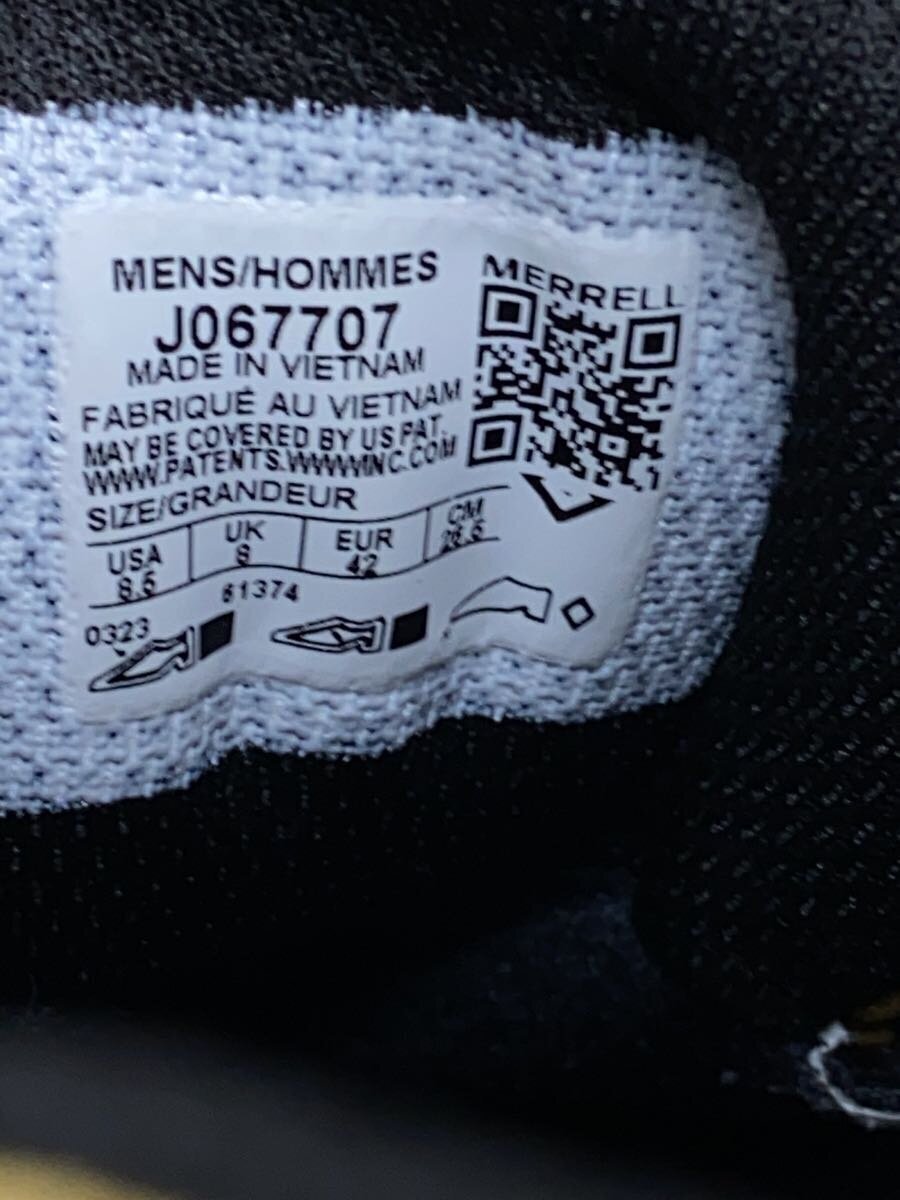 MENS/HOMMES
J067707
MADE IN VIETNAM
FABRIQUÉ AU VIETNAM
MAY BE COVERED BY US PAT.
WWW.PATENTS.WWWINC.COM
SIZE/GRANDEUR
USA UK EUR CM
8.5 8 42 26.5
61374
0323
MERRELL